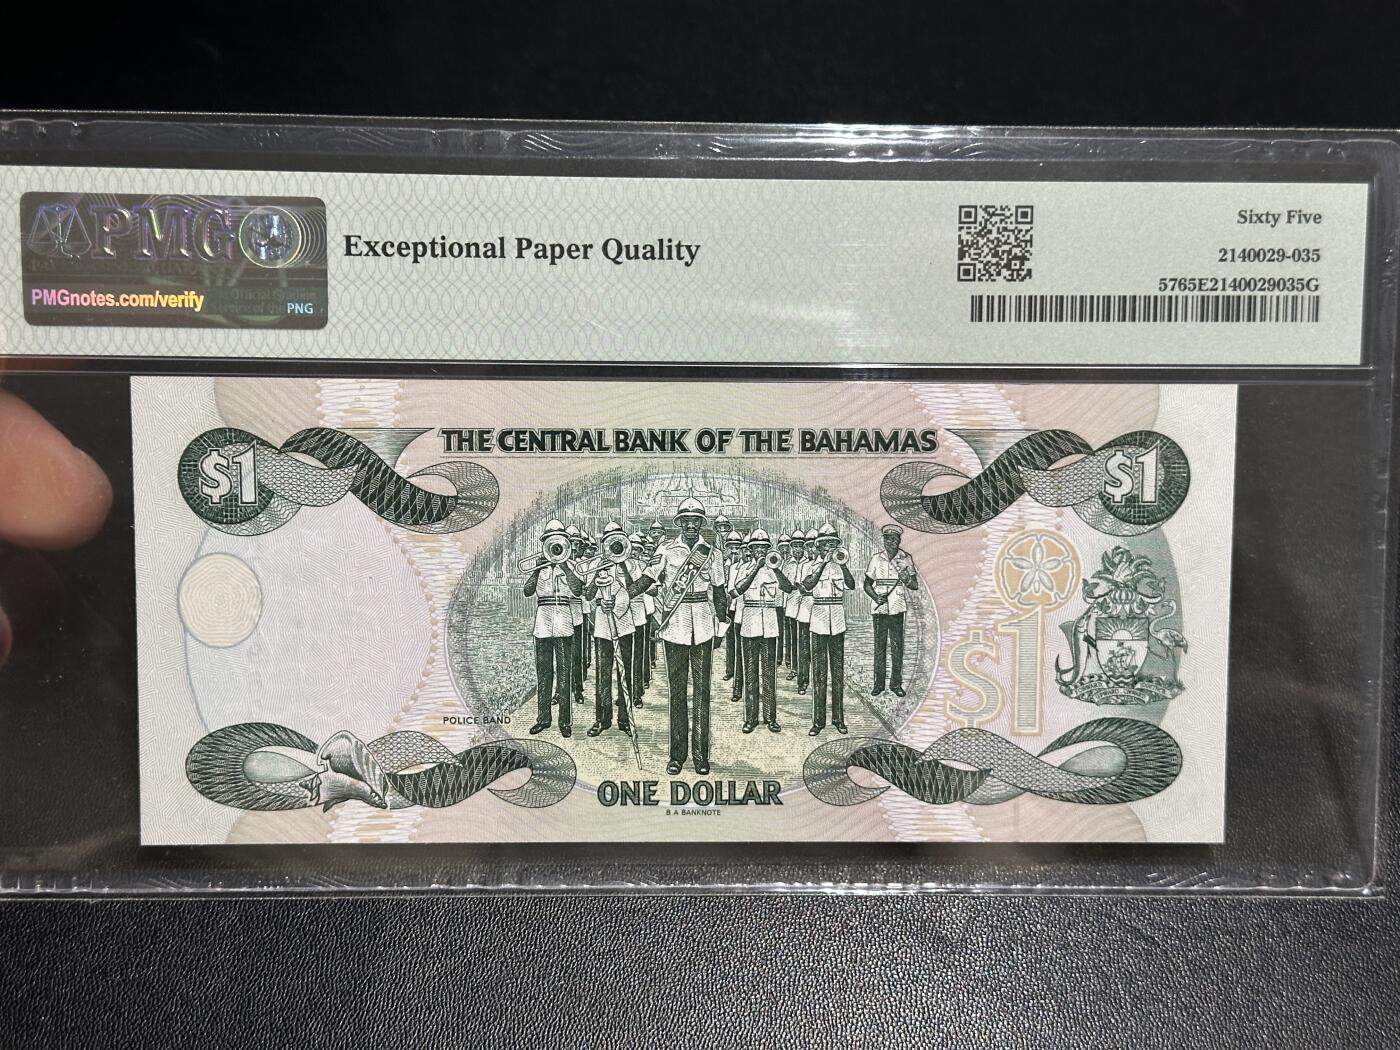 PMG
Exceptional Paper Quality
PMGnotes.com/verify
PNG
Sixty Five
2140029-035
5765E2140029035G
THE CENTRAL BANK OF THE BAHAMAS
$1
$1
$1
POLICE BAND
ONE DOLLAR
B A BANKNOTE